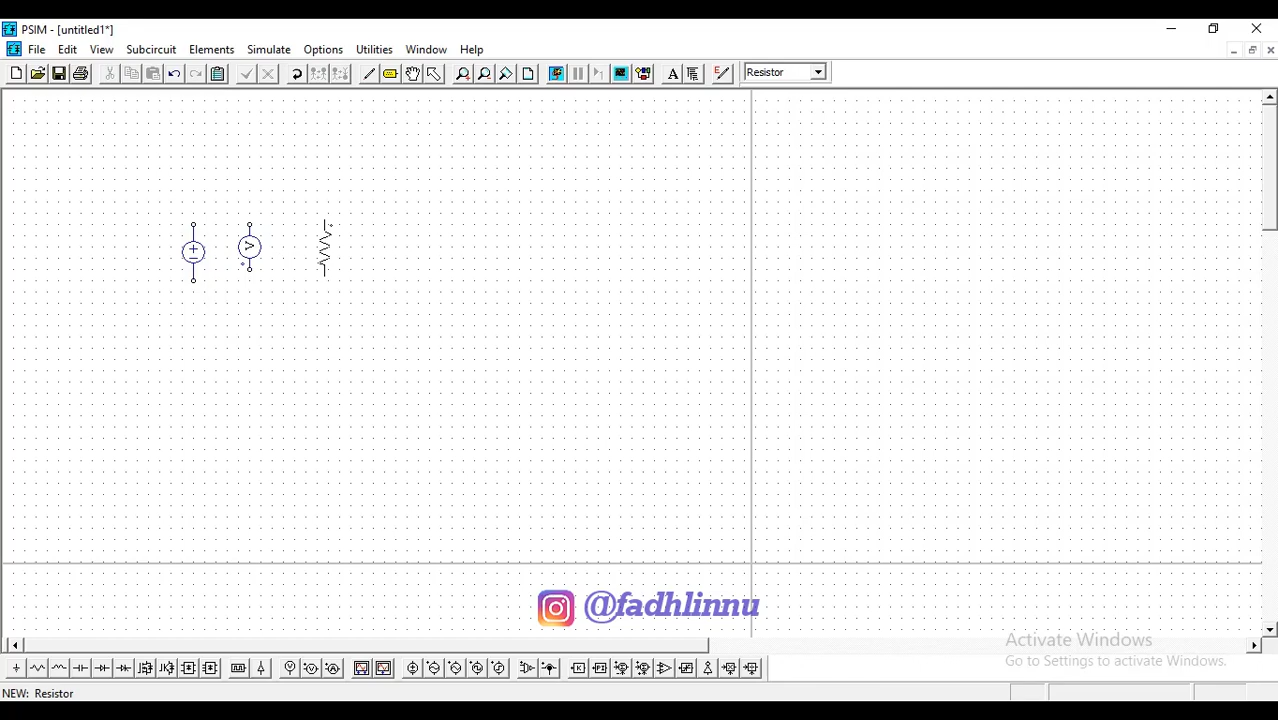 PSIM - [untitled1*]
File Edit View Subcircuit Elements Simulate Options Utilities Window Help
Resistor
@fadhlinnu
Activate Windows
Go to Settings to activate Windows.
NEW: Resistor